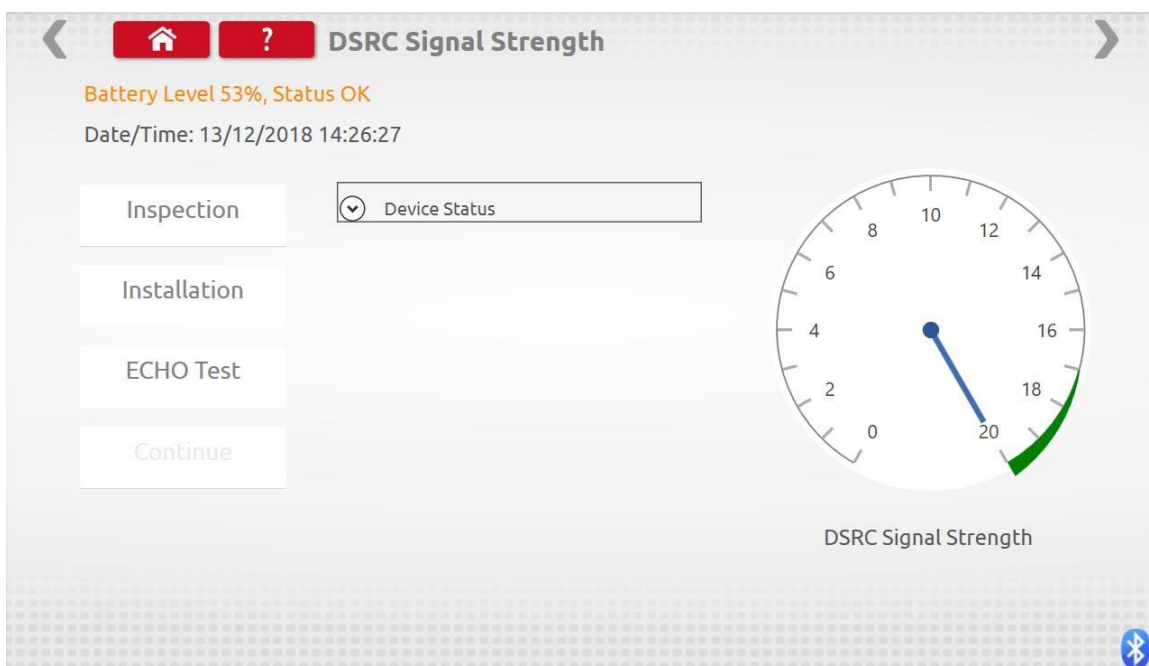 ? DSRC Signal Strength
Battery Level 53%, Status OK
Date/Time: 13/12/2018 14:26:27
Inspection
Installation
ECHO Test
Continue
Device Status
0
2
4
6
8
10
12
14
16
18
20
DSRC Signal Strength